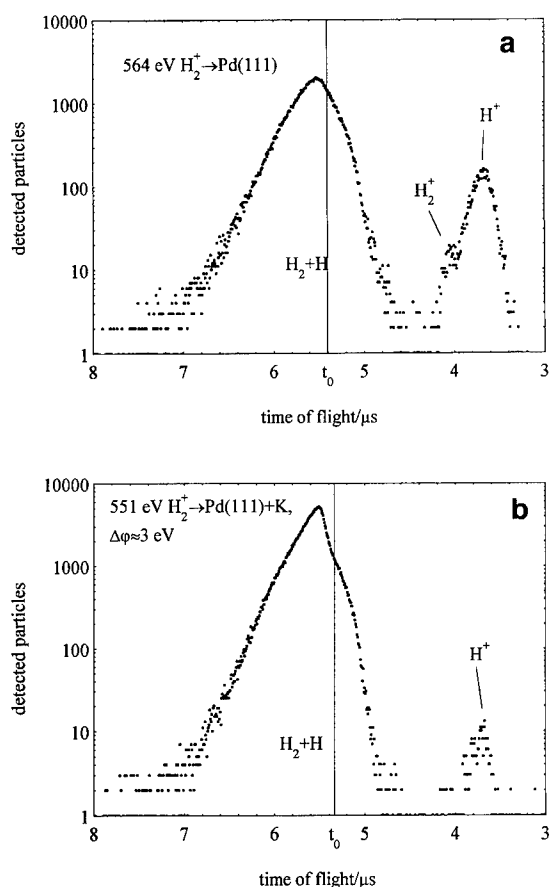 a
564 eV H₂⁺→Pd(111)
10000
1000
100
10
1
detected particles
H⁺
H₂⁺
H₂+H
8 7 6 t₀ 5 4 3
time of flight/μs
b
551 eV H₂⁺→Pd(111)+K,
Δφ≈3 eV
10000
1000
100
10
1
detected particles
H⁺
H₂+H
8 7 6 t₀ 5 4 3
time of flight/μs